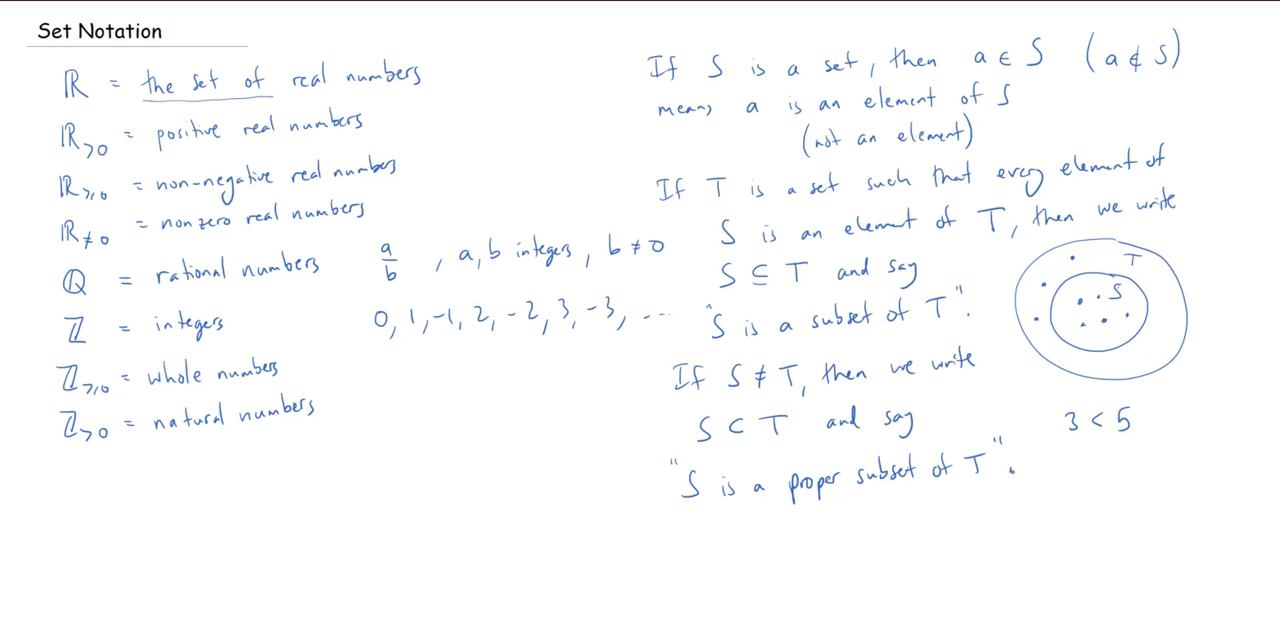 Set Notation
ℝ = the set of real numbers
ℝ>0 = positive real numbers
ℝ≥0 = non-negative real numbers
ℝ≠0 = nonzero real numbers
ℚ = rational numbers a/b , a, b integers, b ≠ 0
ℤ = integers 0, 1, -1, 2, -2, 3, -3, ...
ℤ≥0 = whole numbers
ℤ>0 = natural numbers
If S is a set, then a ∈ S (a ∉ S)
means a is an element of S
(not an element)
If T is a set such that every element of
S is an element of T, then we write
S ⊆ T and say
"S is a subset of T".
T
S
If S ≠ T, then we write
S ⊂ T and say
3 < 5
"S is a proper subset of T".